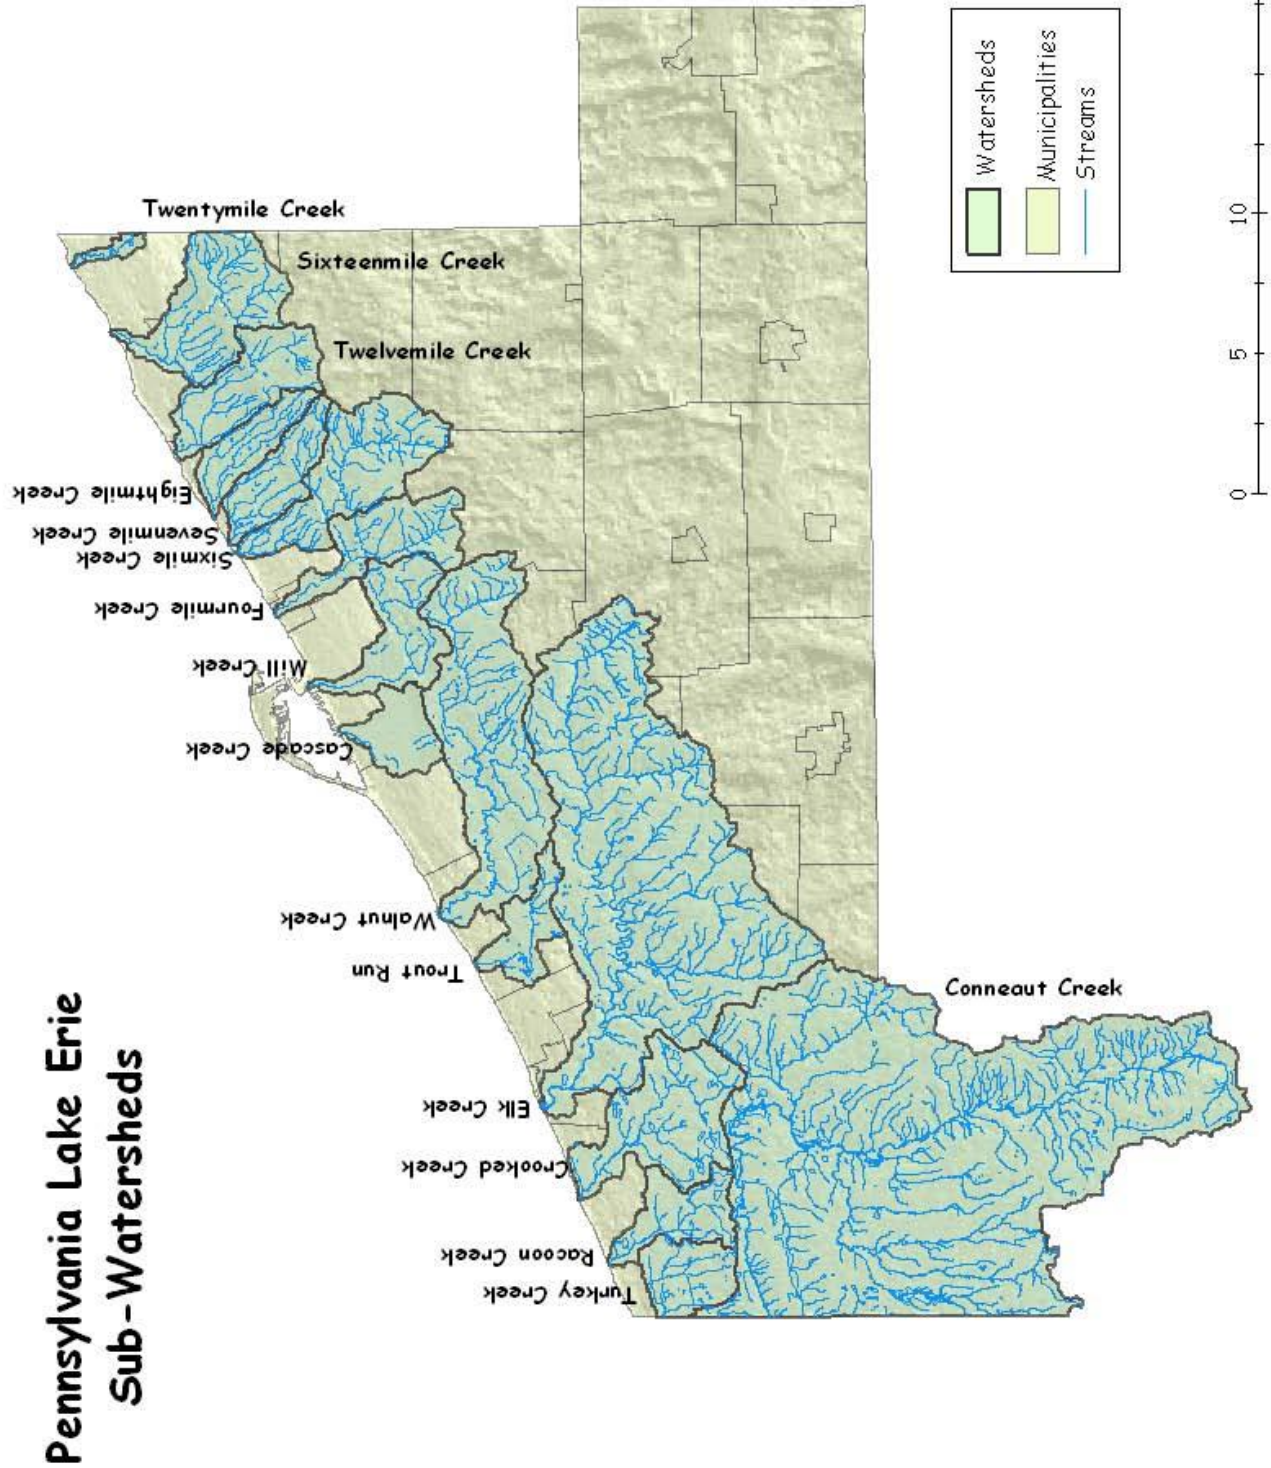 Pennsylvania Lake Erie
Sub-Watersheds
Twentymile Creek
Sixteenmile Creek
Twelvemile Creek
Eightmile Creek
Sevenmile Creek
Sixmile Creek
Fourmile Creek
Mill Creek
Cascade Creek
Walnut Creek
Trout Run
Elk Creek
Crooked Creek
Racoon Creek
Turkey Creek
Conneaut Creek
Watersheds
Municipalities
Streams
0 5 10